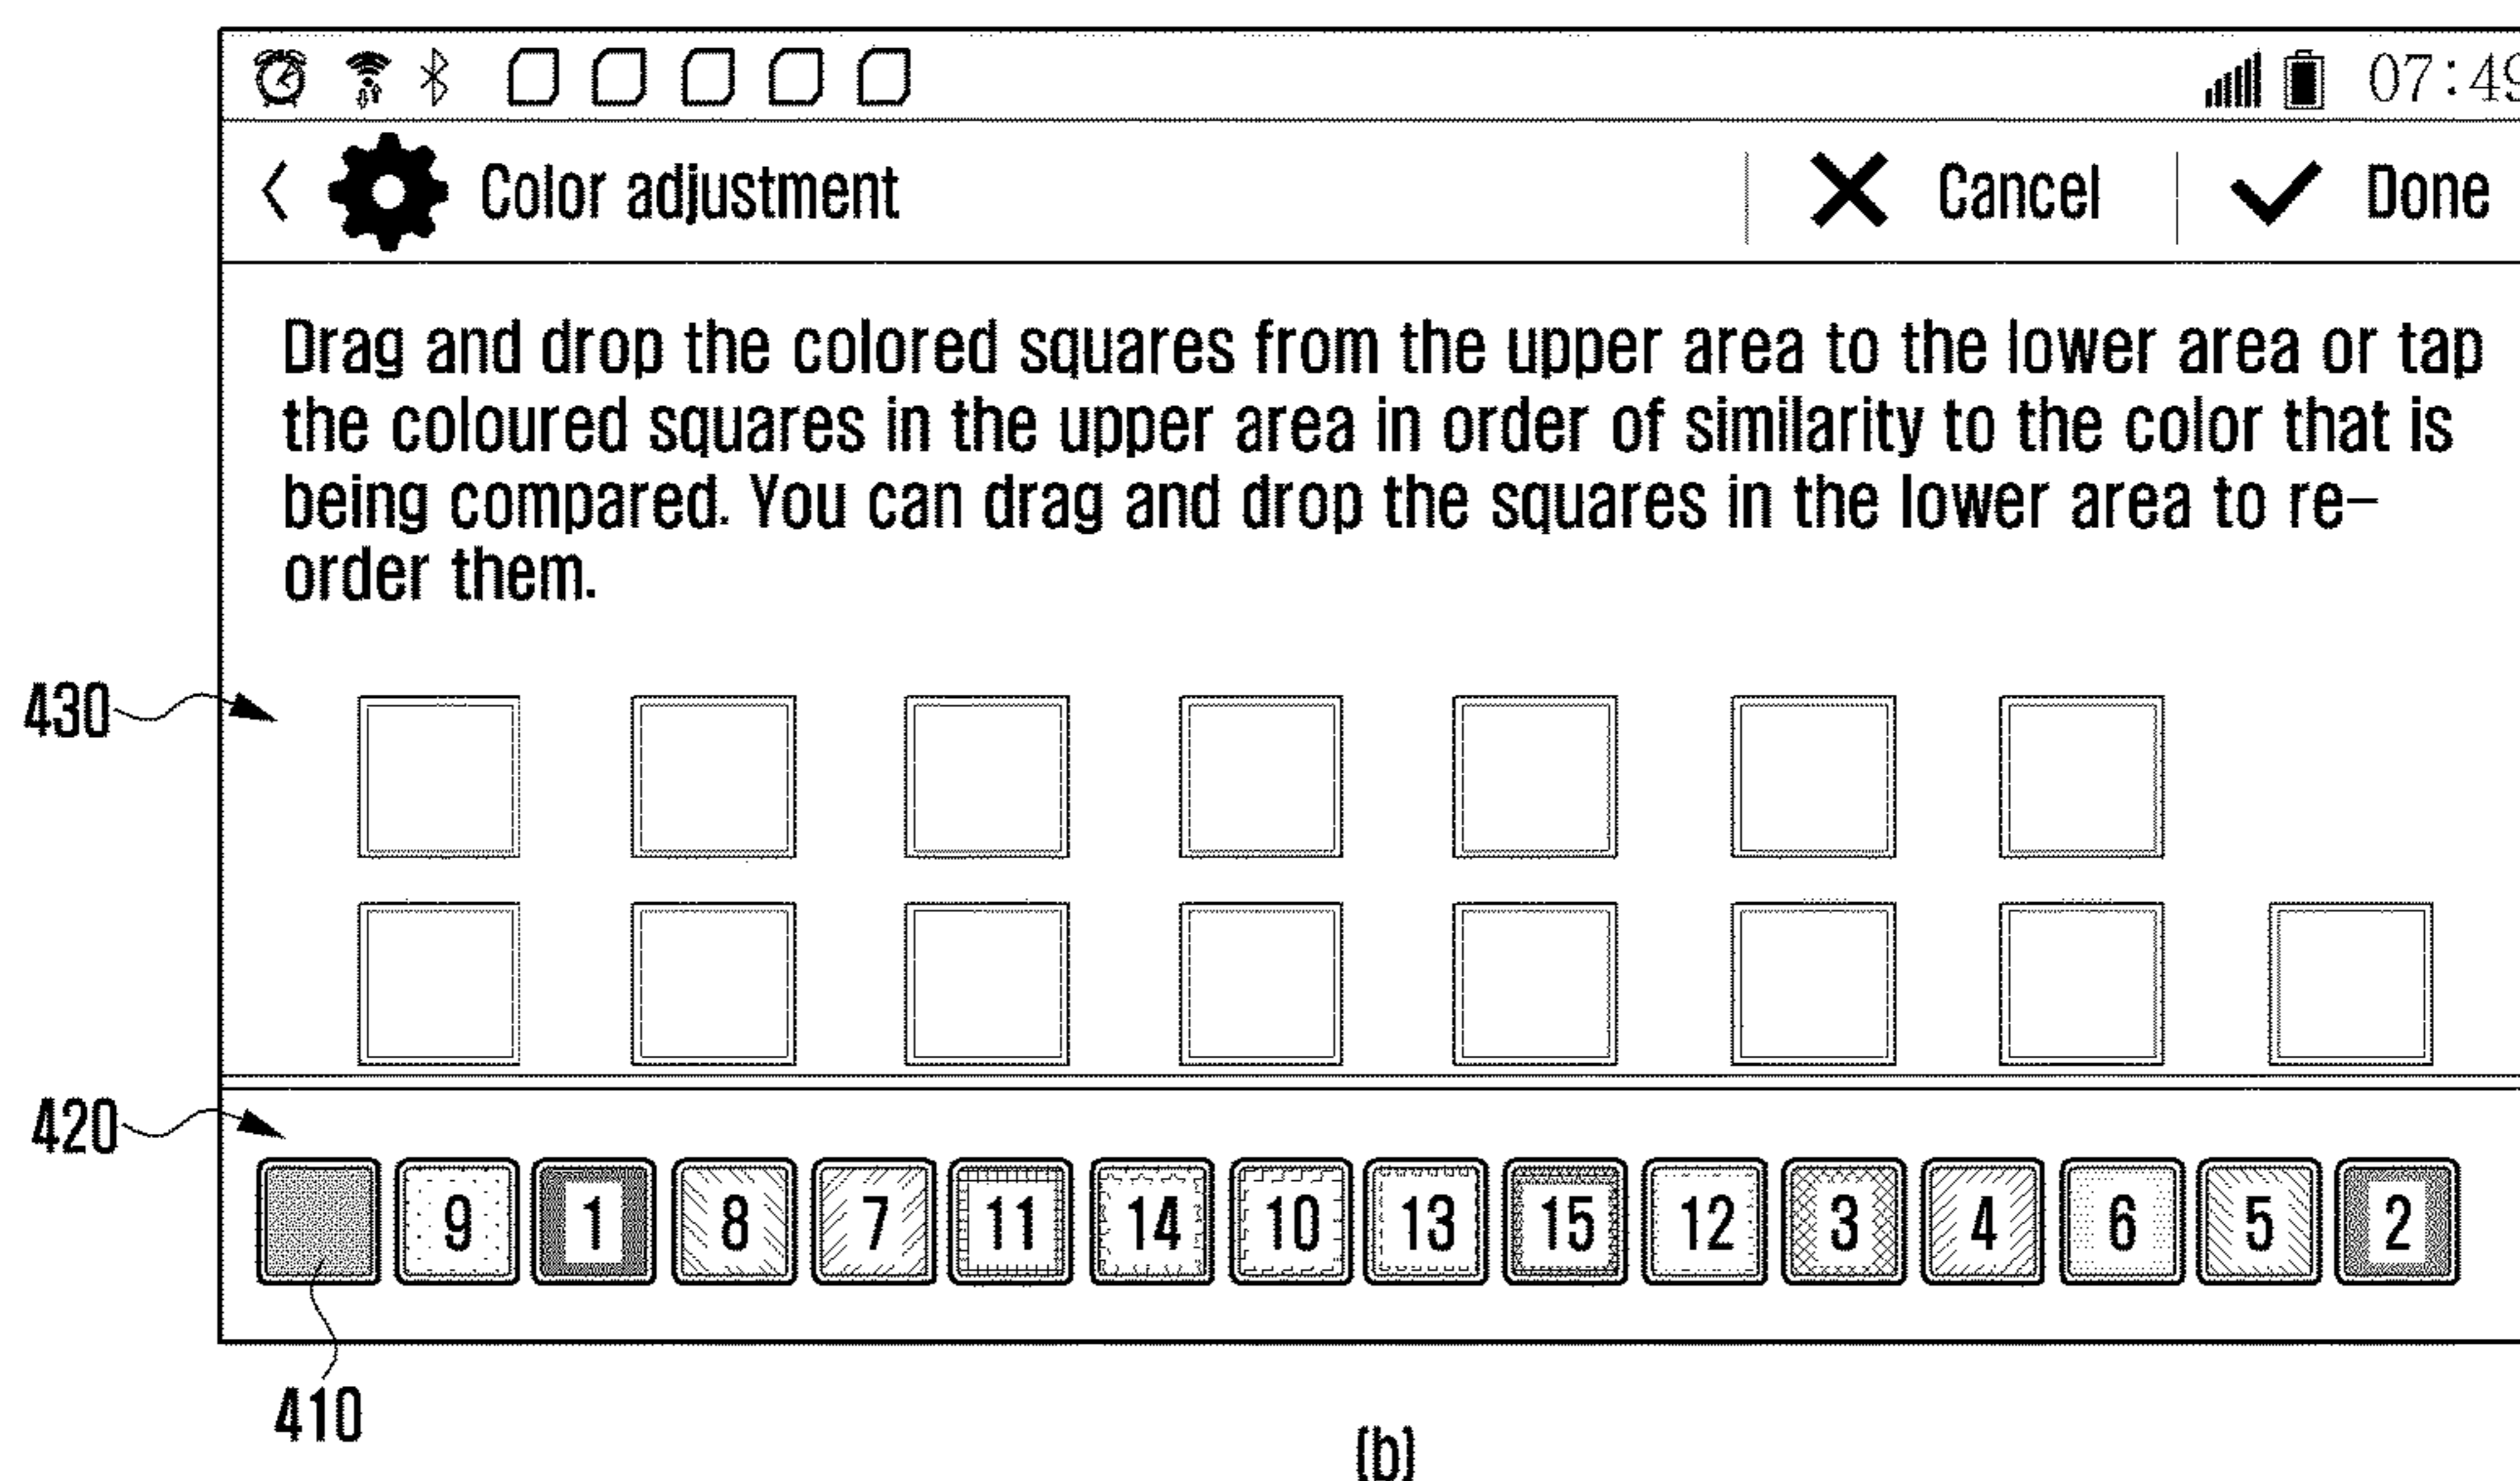 07:49
Color adjustment Cancel Done
Drag and drop the colored squares from the upper area to the lower area or tap
the coloured squares in the upper area in order of similarity to the color that is
being compared. You can drag and drop the squares in the lower area to re-
order them.
430
420
9 1 8 7 11 14 10 13 15 12 3 4 6 5 2
410
(b)